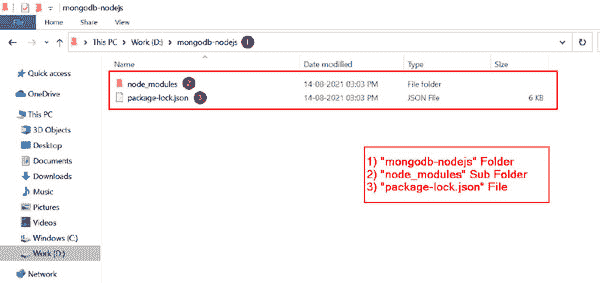 mongodb-nodejs
File Home Share View
This PC > Work (D:) > mongodb-nodejs 1
Name Date modified Type Size
node_modules 2 14-08-2021 03:03 PM File folder
package-lock.json 3 14-08-2021 03:03 PM JSON File 6 KB
Quick access
OneDrive
This PC
3D Objects
Desktop
Documents
Downloads
Music
Pictures
Videos
Windows (C:)
Work (D:)
Network
1) "mongodb-nodejs" Folder
2) "node_modules" Sub Folder
3) "package-lock.json" File